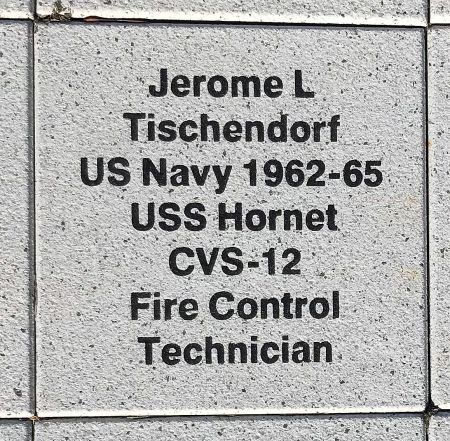 Jerome L
Tischendorf
US Navy 1962-65
USS Hornet
CVS-12
Fire Control
Technician